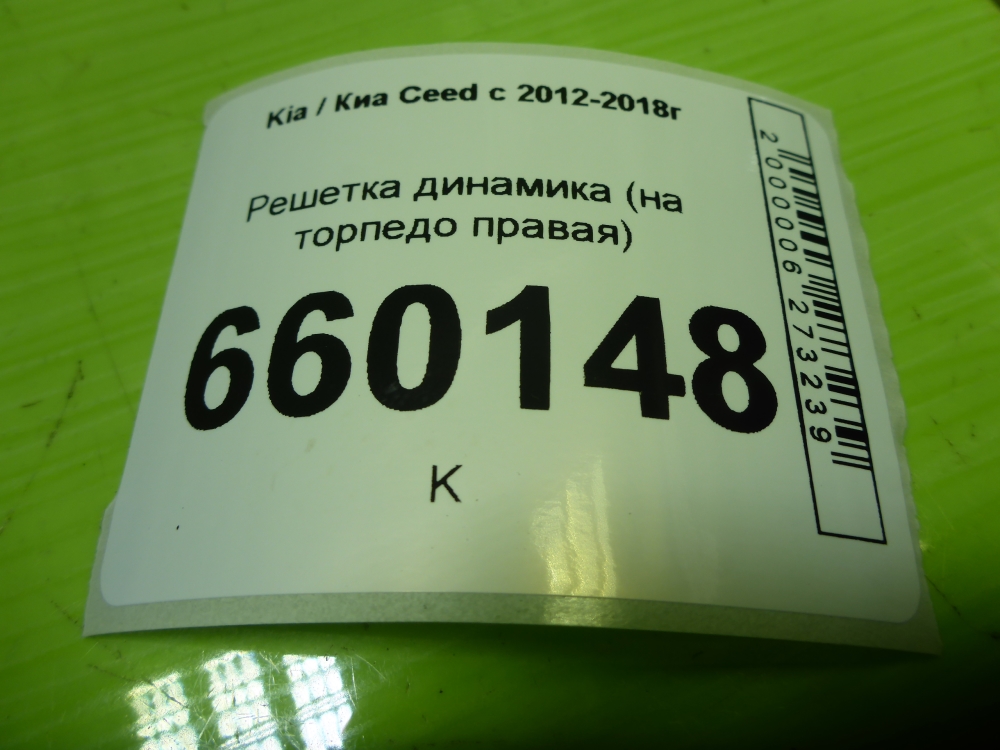 Kia / Киа Ceed с 2012-2018г
Решетка динамика (на
торпедо правая)
660148
К
2000006273239